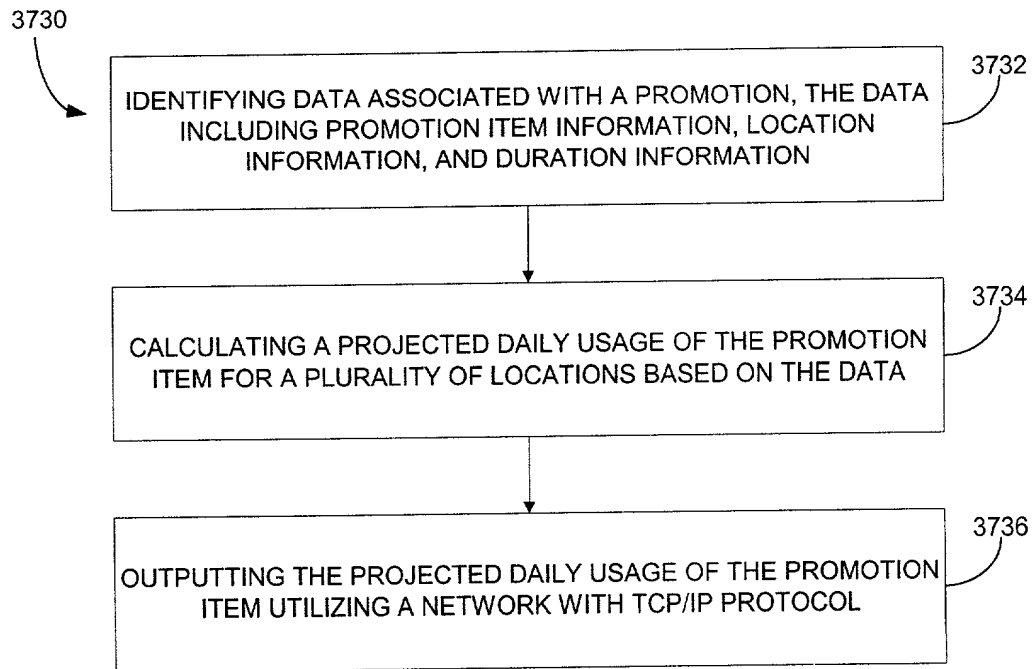 3730
3732
IDENTIFYING DATA ASSOCIATED WITH A PROMOTION, THE DATA
INCLUDING PROMOTION ITEM INFORMATION, LOCATION
INFORMATION, AND DURATION INFORMATION
3734
CALCULATING A PROJECTED DAILY USAGE OF THE PROMOTION
ITEM FOR A PLURALITY OF LOCATIONS BASED ON THE DATA
3736
OUTPUTTING THE PROJECTED DAILY USAGE OF THE PROMOTION
ITEM UTILIZING A NETWORK WITH TCP/IP PROTOCOL